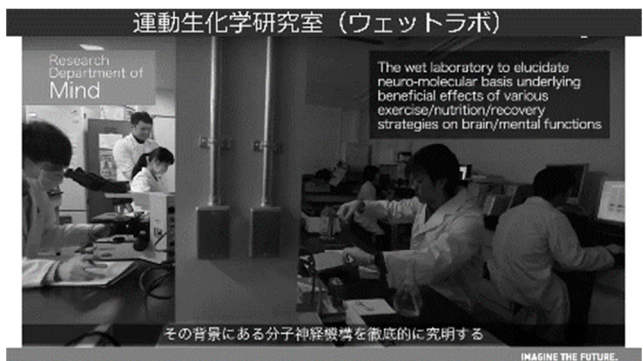 運動生化学研究室（ウェットラボ）
Research
Department of
Mind
The wet laboratory to elucidate
neuro-molecular basis underlying
beneficial effects of various
exercise/nutrition/recovery
strategies on brain/mental functions
その背景にある分子神経機構を徹底的に究明する
IMAGINE THE FUTURE.